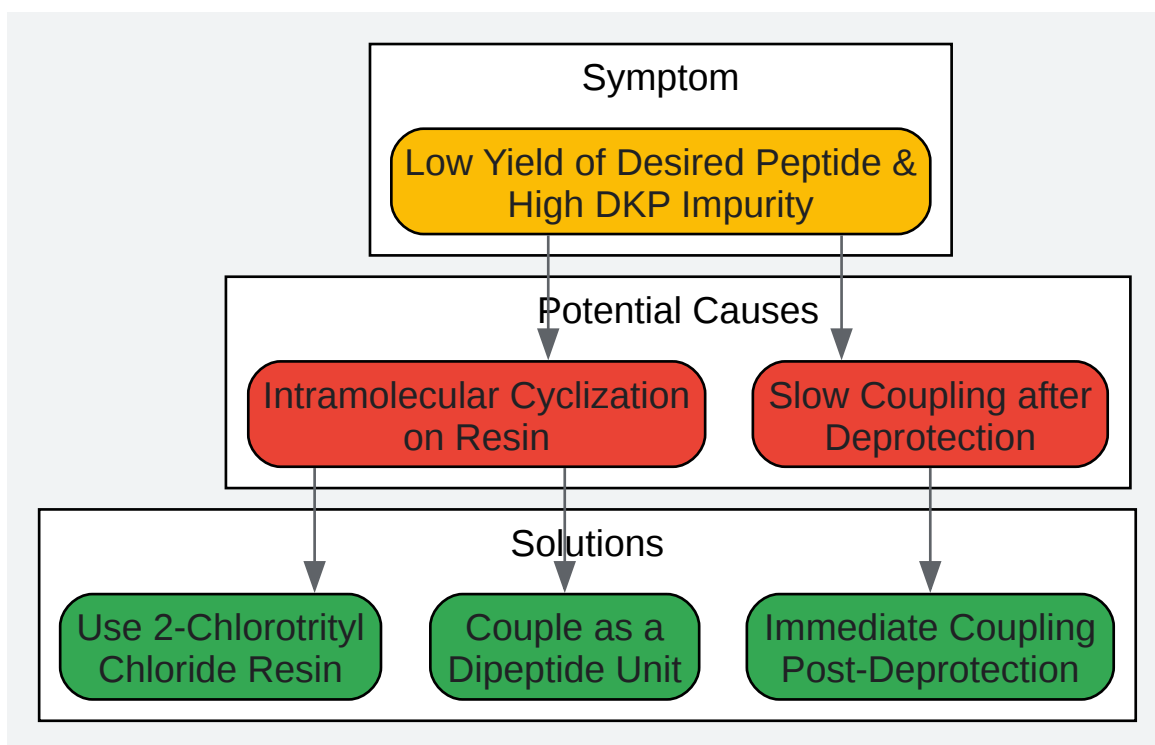 Symptom
Low Yield of Desired Peptide &
High DKP Impurity
Potential Causes
Intramolecular Cyclization
on Resin
Slow Coupling after
Deprotection
Solutions
Use 2-Chlorotrityl
Chloride Resin
Couple as a
Dipeptide Unit
Immediate Coupling
Post-Deprotection